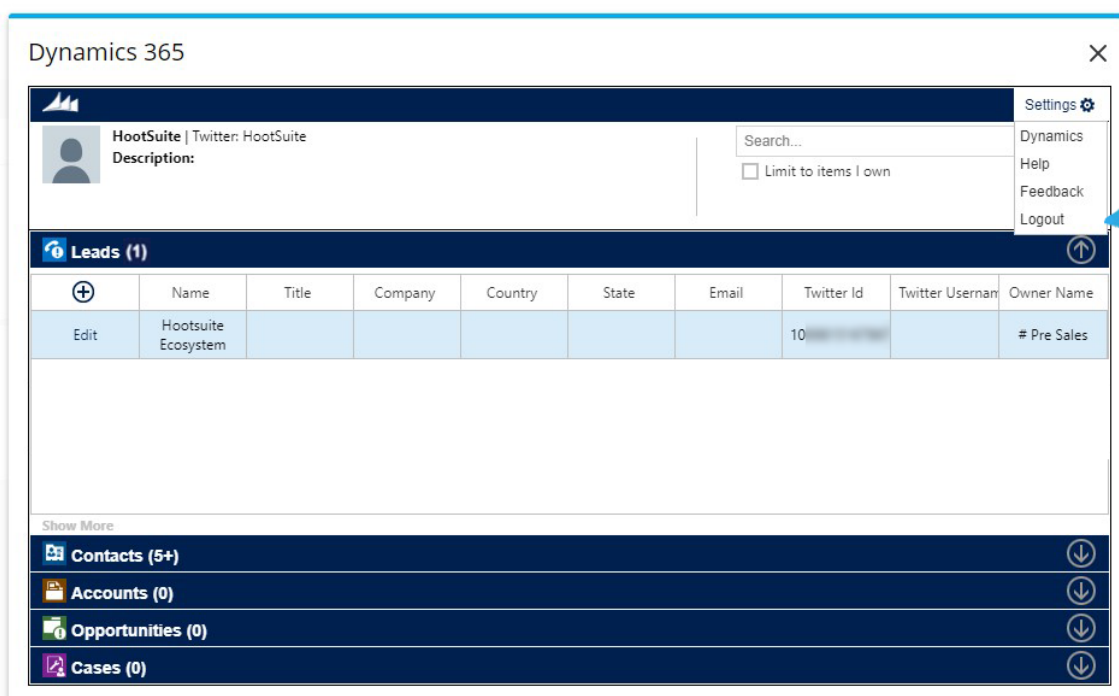 Dynamics 365
Settings
HootSuite | Twitter: HootSuite
Description:
Search...
Limit to items I own
Dynamics
Help
Feedback
Logout
Leads (1)
Name Title Company Country State Email Twitter Id Twitter Usernam Owner Name
Edit Hootsuite Ecosystem 10 # Pre Sales
Show More
Contacts (5+)
Accounts (0)
Opportunities (0)
Cases (0)